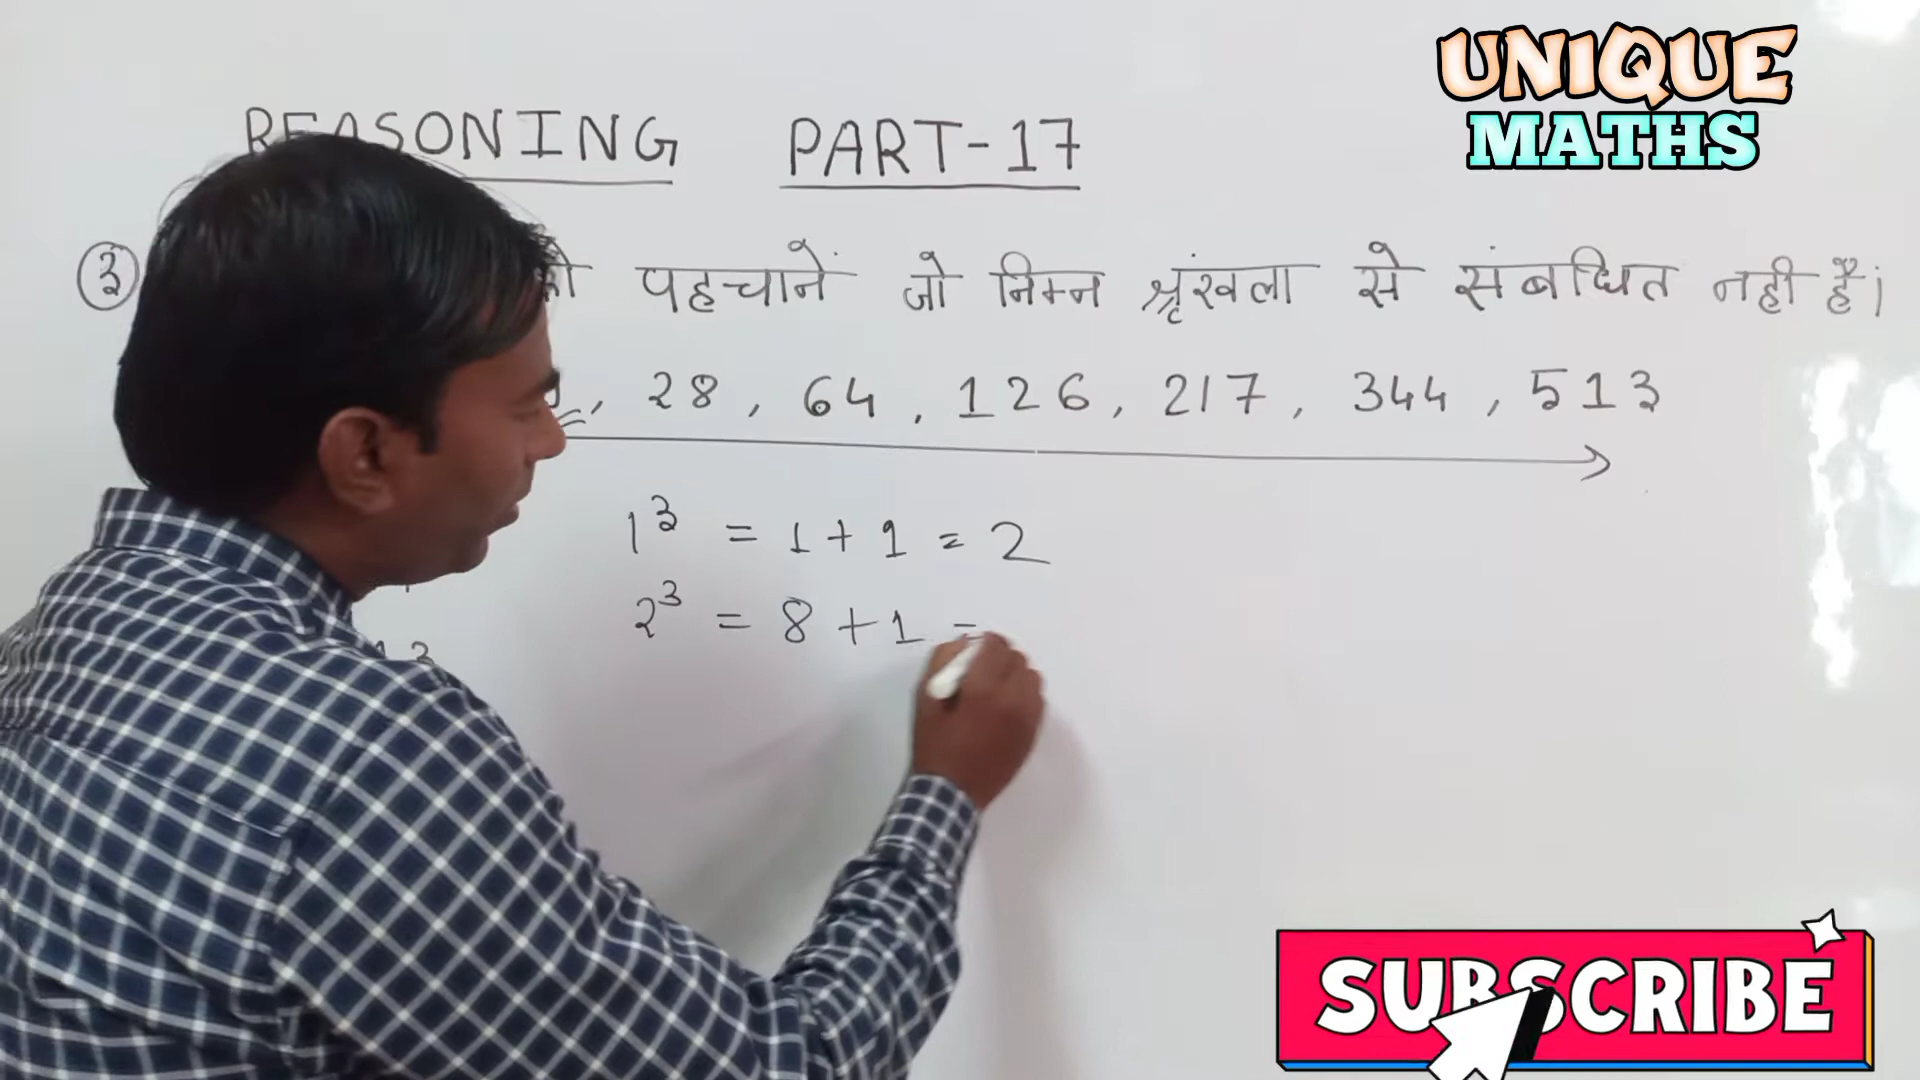 UNIQUE
MATHS
REASONING PART-17
③ को पहचानें जो निम्न श्रृंखला से संबधित नही है।
, 28, 64, 126, 217, 344, 513
1³ = 1+1 = 2
2³ = 8+1 =
SUBSCRIBE